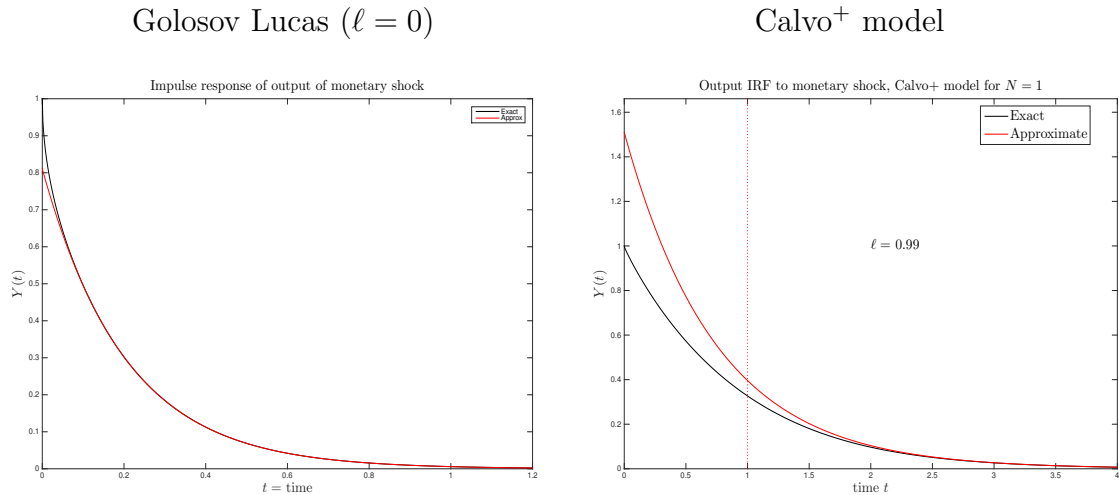 Golosov Lucas (ℓ = 0)
Calvo⁺ model
Impulse response of output of monetary shock
Exact
Approx
Y(t)
1
0.9
0.8
0.7
0.6
0.5
0.4
0.3
0.2
0.1
0
0 0.2 0.4 0.6 0.8 1 1.2
t = time
Output IRF to monetary shock, Calvo+ model for N = 1
Exact
Approximate
ℓ = 0.99
Y(t)
1.6
1.4
1.2
1
0.8
0.6
0.4
0.2
0
0 0.5 1 1.5 2 2.5 3 3.5 4
time t